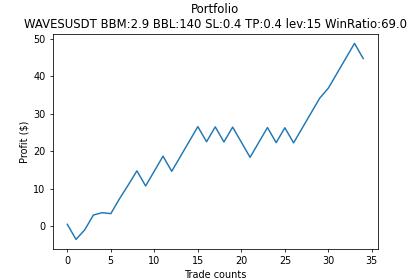 Portfolio
WAVESUSDT BBM:2.9 BBL:140 SL:0.4 TP:0.4 lev:15 WinRatio:69.0
50
40
30
20
10
0
Profit ($)
0 5 10 15 20 25 30 35
Trade counts